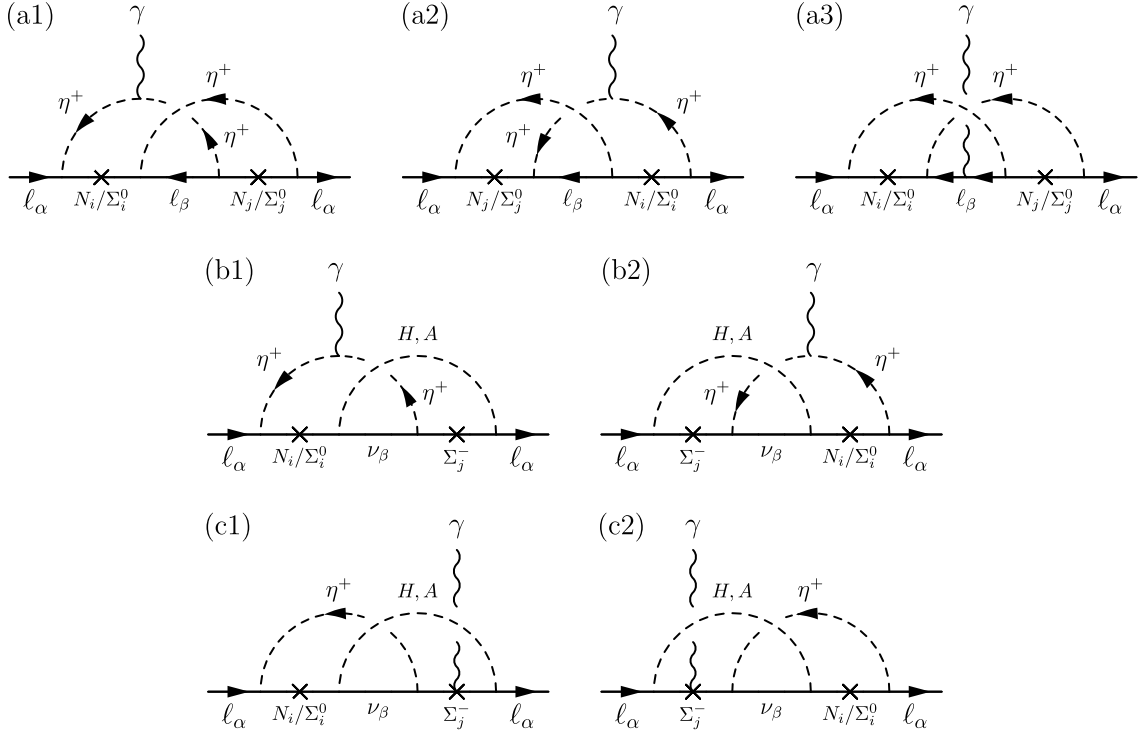 (a1) γ (a2) γ (a3) γ
η⁺ η⁺ η⁺ η⁺ η⁺ η⁺
η⁺ η⁺
ℓα Nᵢ/Σᵢ⁰ ℓβ Nⱼ/Σⱼ⁰ ℓα ℓα Nⱼ/Σⱼ⁰ ℓβ Nᵢ/Σᵢ⁰ ℓα ℓα Nᵢ/Σᵢ⁰ ℓβ Nⱼ/Σⱼ⁰ ℓα
(b1) γ (b2) γ
H, A H, A
η⁺ η⁺
η⁺ η⁺
ℓα Nᵢ/Σᵢ⁰ νβ Σⱼ⁻ ℓα ℓα Σⱼ⁻ νβ Nᵢ/Σᵢ⁰ ℓα
(c1) γ (c2) γ
η⁺ H, A H, A η⁺
ℓα Nᵢ/Σᵢ⁰ νβ Σⱼ⁻ ℓα ℓα Σⱼ⁻ νβ Nᵢ/Σᵢ⁰ ℓα